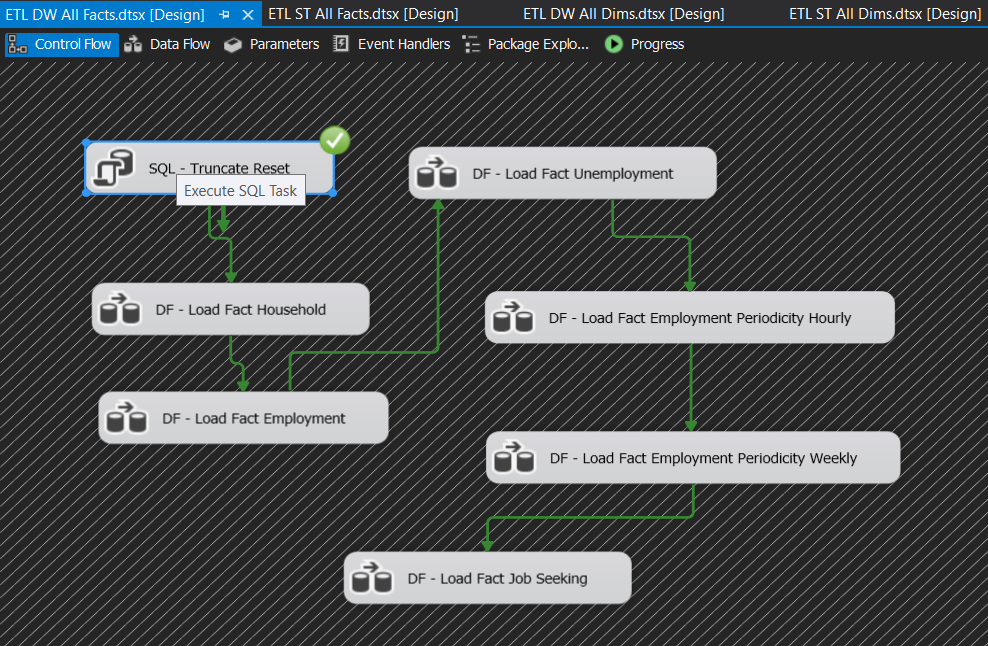 ETL DW All Facts.dtsx [Design] ETL ST All Facts.dtsx [Design] ETL DW All Dims.dtsx [Design] ETL ST All Dims.dtsx [Design]
Control Flow Data Flow Parameters Event Handlers Package Explo... Progress
SQL - Truncate Reset
Execute SQL Task
DF - Load Fact Unemployment
DF - Load Fact Household
DF - Load Fact Employment Periodicity Hourly
DF - Load Fact Employment
DF - Load Fact Employment Periodicity Weekly
DF - Load Fact Job Seeking